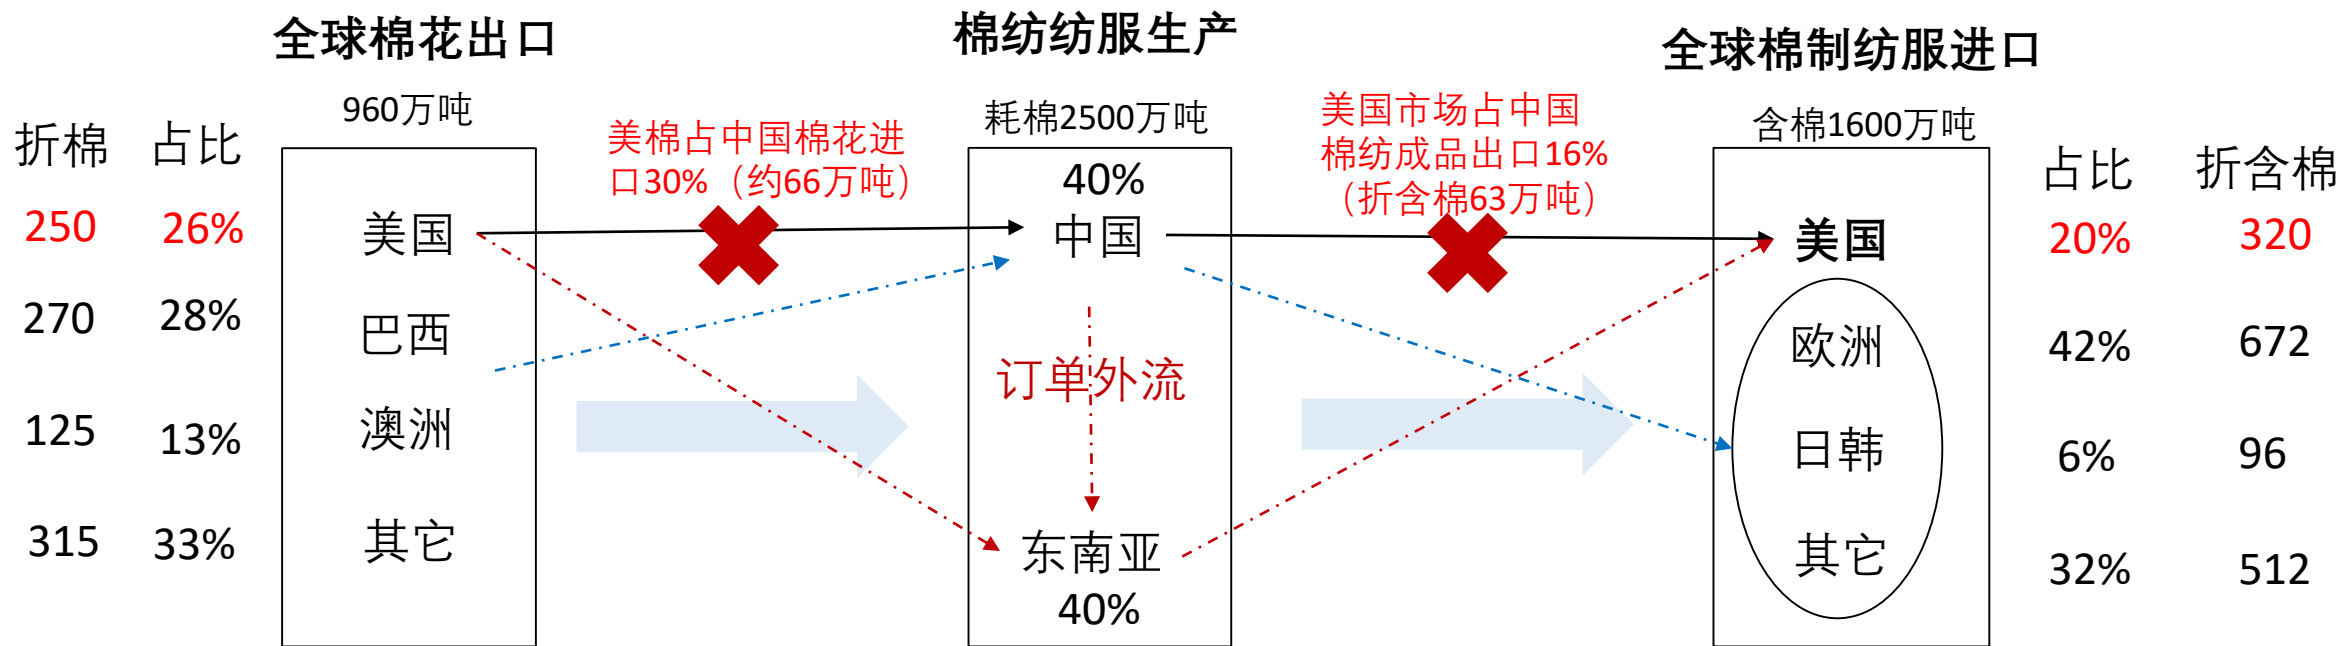 全球棉花出口
棉纺纺服生产
全球棉制纺服进口
960万吨
耗棉2500万吨
含棉1600万吨
折棉 占比
美棉占中国棉花进
口30%（约66万吨）
美国市场占中国
棉纺成品出口16%
（折含棉63万吨）
占比 折含棉
250 26% 美国
270 28% 巴西
125 13% 澳洲
315 33% 其它
40%
中国
订单外流
东南亚
40%
美国 20% 320
欧洲 42% 672
日韩 6% 96
其它 32% 512